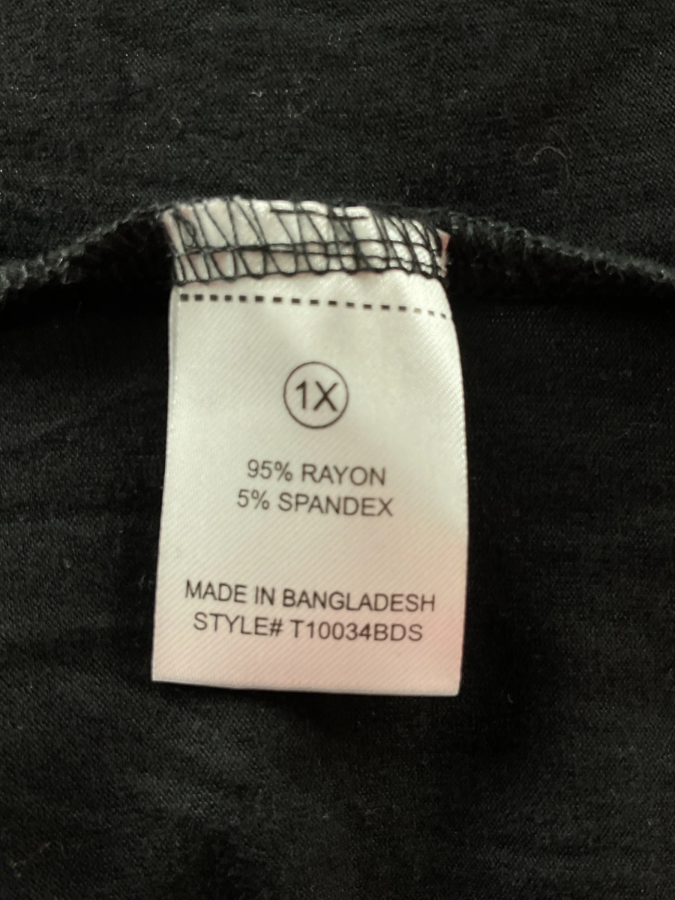 1X
95% RAYON
5% SPANDEX
MADE IN BANGLADESH
STYLE# T10034BDS